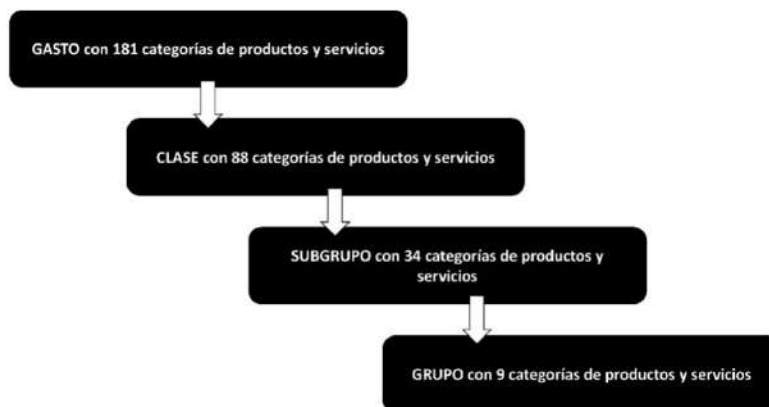 GASTO con 181 categorías de productos y servicios
CLASE con 88 categorías de productos y servicios
SUBGRUPO con 34 categorías de productos y
servicios
GRUPO con 9 categorías de productos y servicios